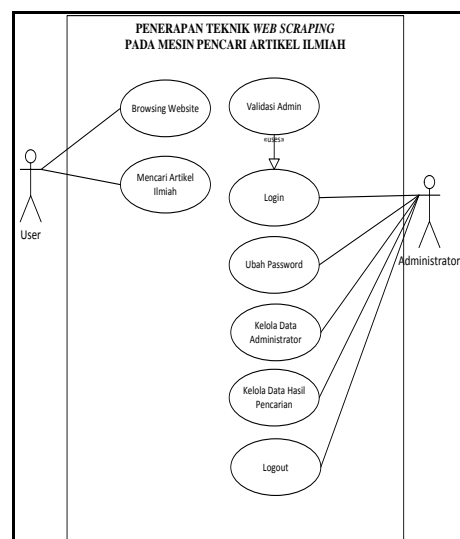 PENERAPAN TEKNIK WEB SCRAPING
PADA MESIN PENCARI ARTIKEL ILMIAH
Browsing Website
Validasi Admin
«uses»
Mencari Artikel
Ilmiah
Login
User
Administrator
Ubah Password
Kelola Data
Administrator
Kelola Data Hasil
Pencarian
Logout